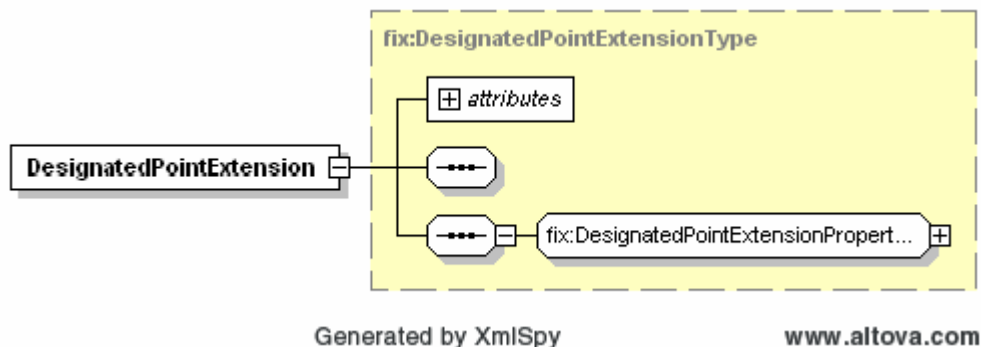 fix:DesignatedPointExtensionType
attributes
DesignatedPointExtension
fix:DesignatedPointExtensionPropert...
Generated by XmlSpy www.altova.com